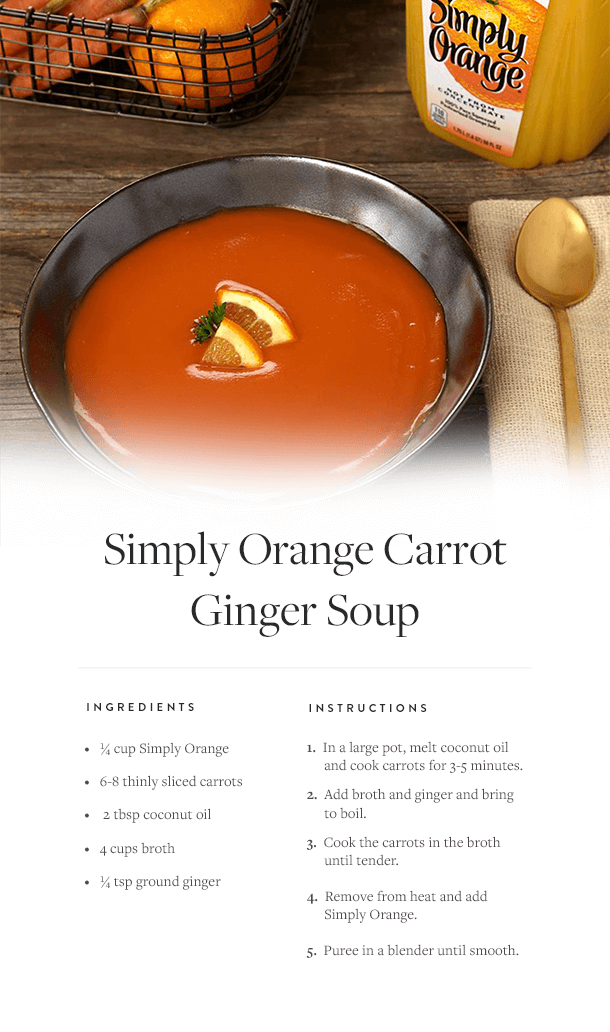 Simply
Orange
NOT FROM
CONCENTRATE
Simply Orange Carrot
Ginger Soup
INGREDIENTS
• ¼ cup Simply Orange
• 6-8 thinly sliced carrots
• 2 tbsp coconut oil
• 4 cups broth
• ¼ tsp ground ginger
INSTRUCTIONS
1. In a large pot, melt coconut oil
and cook carrots for 3-5 minutes.
2. Add broth and ginger and bring
to boil.
3. Cook the carrots in the broth
until tender.
4. Remove from heat and add
Simply Orange.
5. Puree in a blender until smooth.